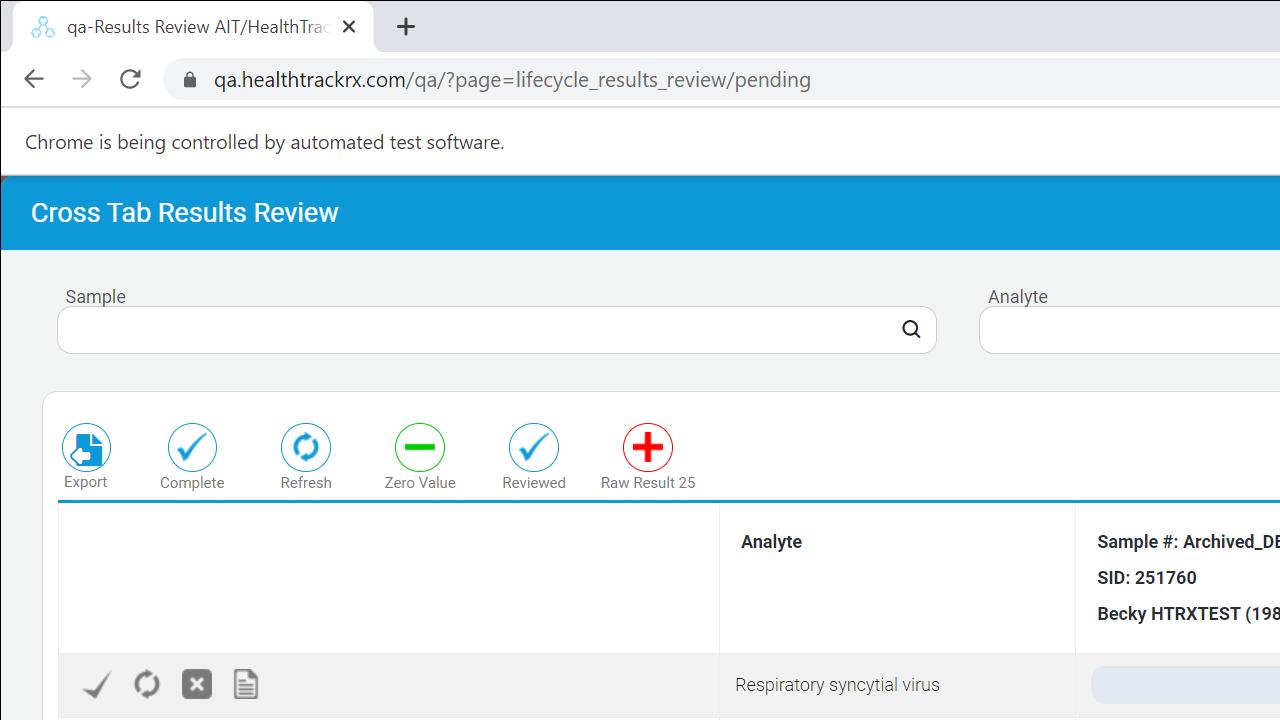 qa-Results Review AIT/HealthTrac
qa.healthtrackrx.com/qa/?page=lifecycle_results_review/pending
Chrome is being controlled by automated test software.
Cross Tab Results Review
Sample
Analyte
Export
Complete
Refresh
Zero Value
Reviewed
Raw Result 25
Analyte
Sample #: Archived_DE
SID: 251760
Becky HTRXTEST (198
Respiratory syncytial virus